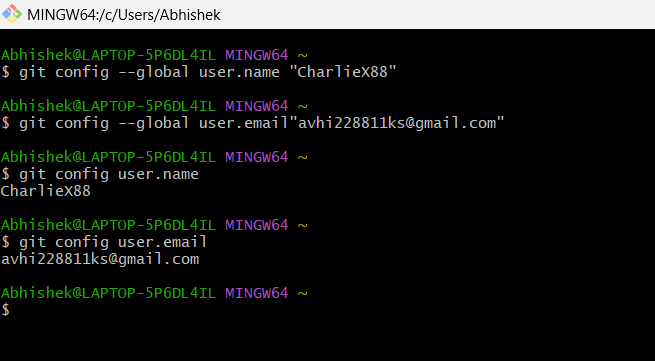 MINGW64:/c/Users/Abhishek
Abhishek@LAPTOP-5P6DL4IL MINGW64 ~
$ git config --global user.name "CharlieX88"
Abhishek@LAPTOP-5P6DL4IL MINGW64 ~
$ git config --global user.email"avhi228811ks@gmail.com"
Abhishek@LAPTOP-5P6DL4IL MINGW64 ~
$ git config user.name
CharlieX88
Abhishek@LAPTOP-5P6DL4IL MINGW64 ~
$ git config user.email
avhi228811ks@gmail.com
Abhishek@LAPTOP-5P6DL4IL MINGW64 ~
$